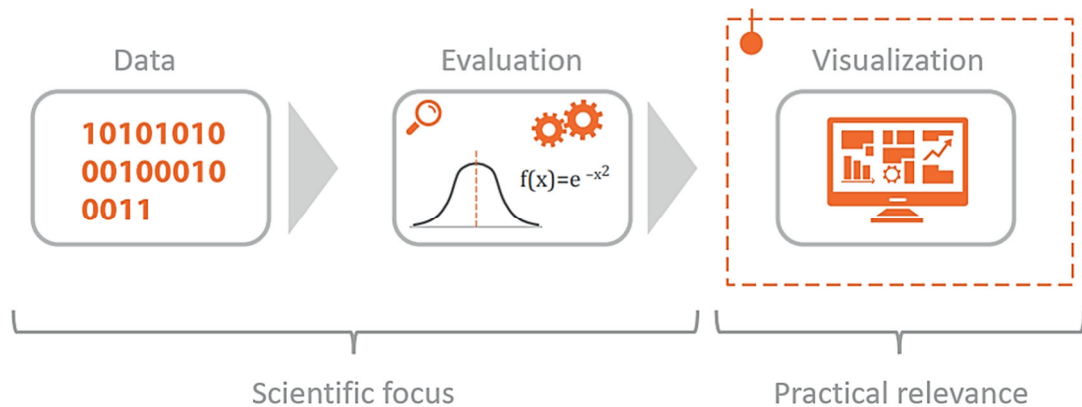 Data
Evaluation
Visualization
10101010
00100010
0011
f(x)=e⁻ˣ²
Scientific focus
Practical relevance